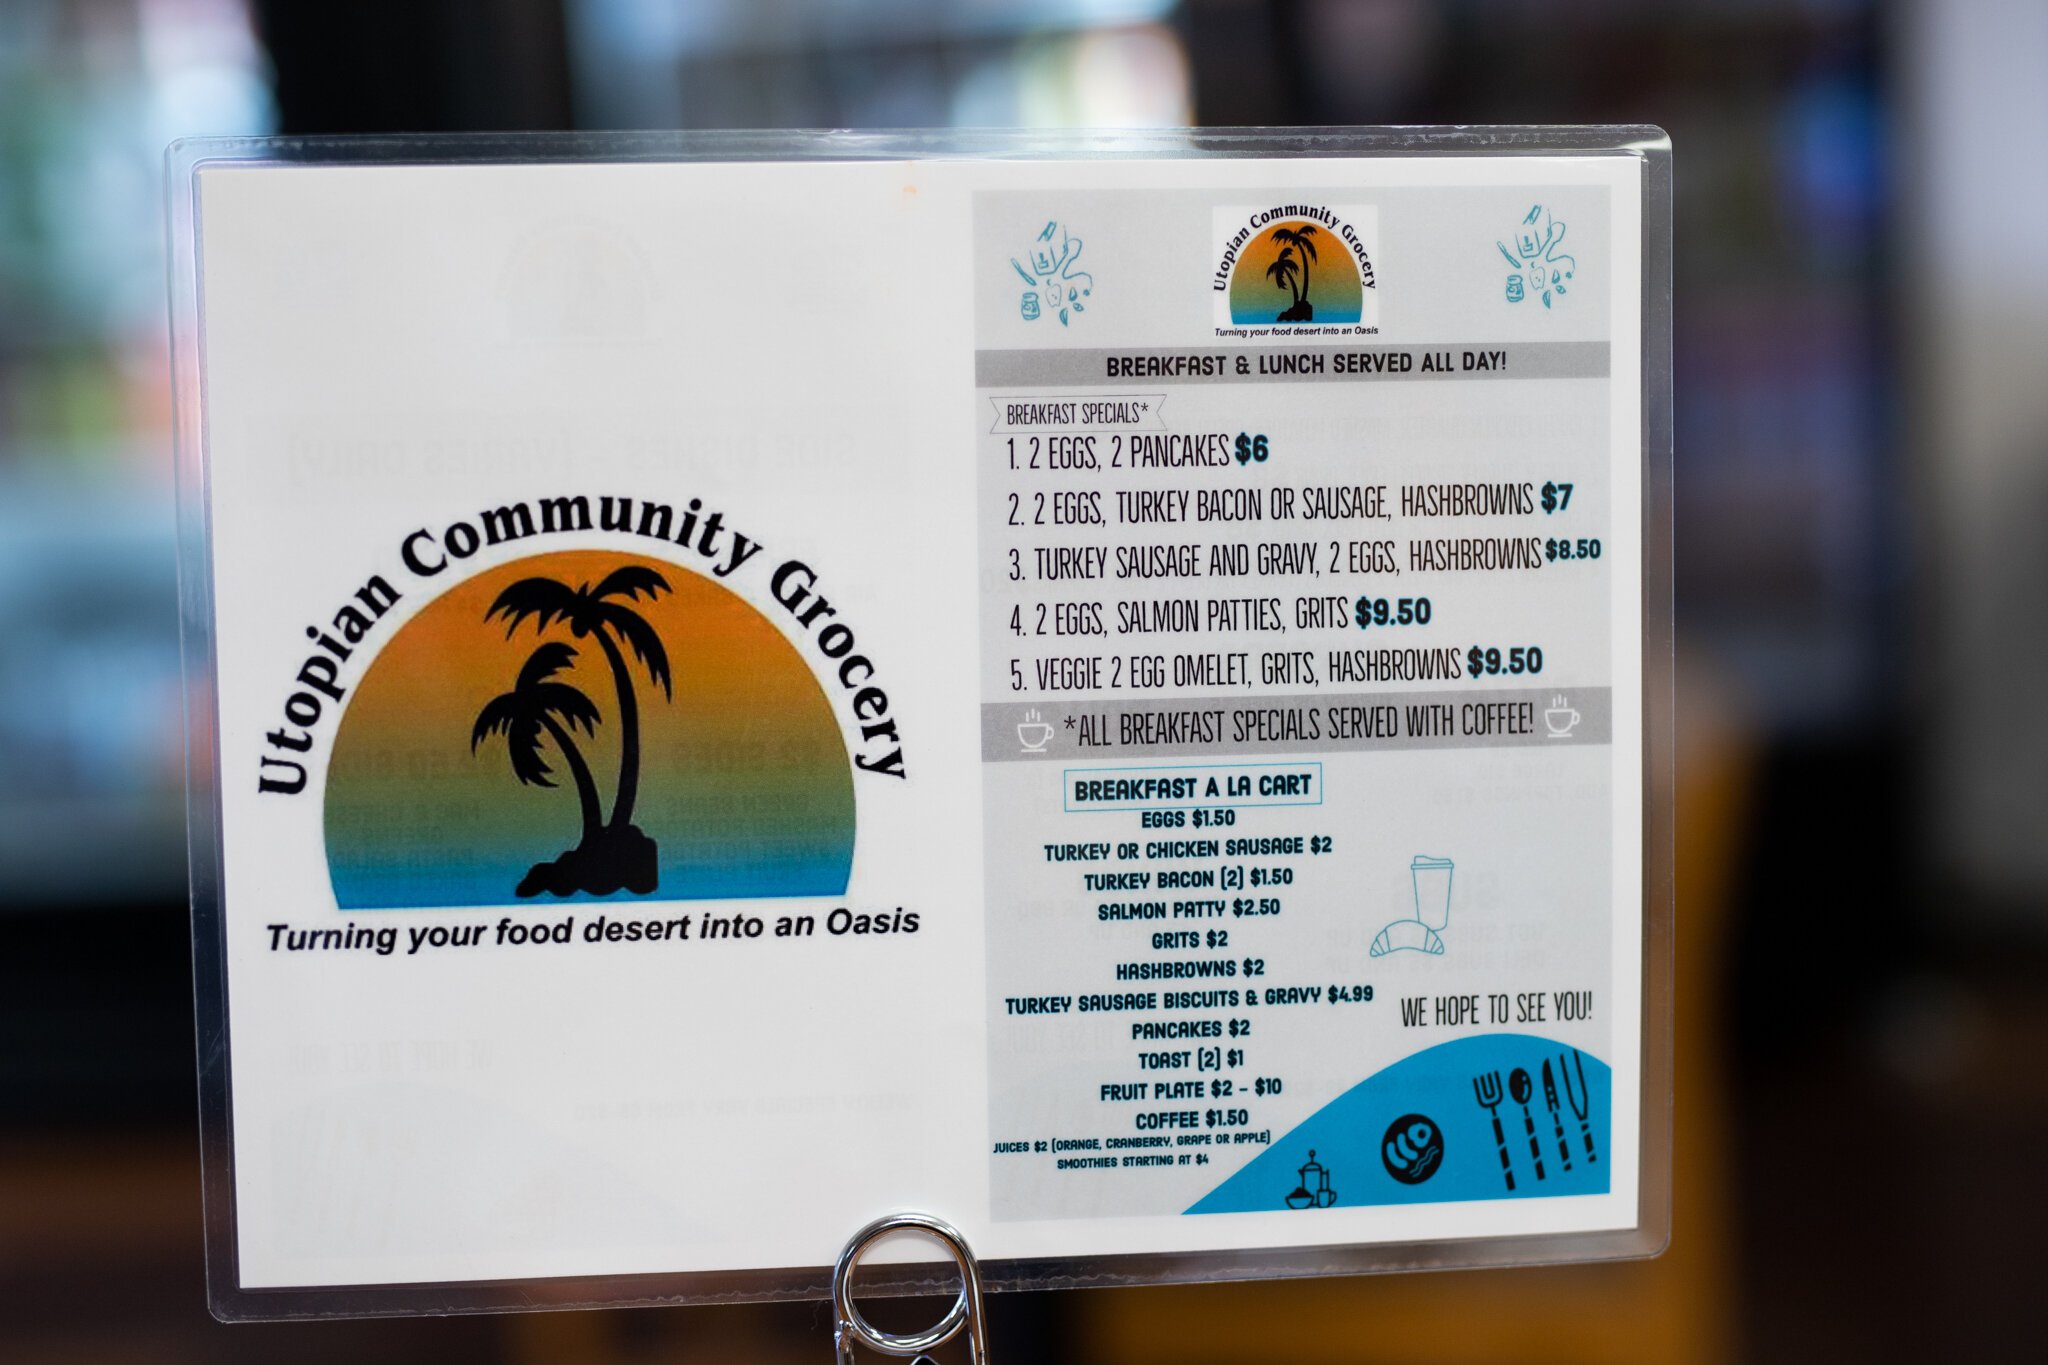 Utopian Community Grocery
Turning your food desert into an Oasis
Utopian Community Grocery
Turning your food desert into an Oasis
BREAKFAST & LUNCH SERVED ALL DAY!
BREAKFAST SPECIALS*
1. 2 EGGS, 2 PANCAKES $6
2. 2 EGGS, TURKEY BACON OR SAUSAGE, HASHBROWNS $7
3. TURKEY SAUSAGE AND GRAVY, 2 EGGS, HASHBROWNS $8.50
4. 2 EGGS, SALMON PATTIES, GRITS $9.50
5. VEGGIE 2 EGG OMELET, GRITS, HASHBROWNS $9.50
*ALL BREAKFAST SPECIALS SERVED WITH COFFEE!
BREAKFAST A LA CART
EGGS $1.50
TURKEY OR CHICKEN SAUSAGE $2
TURKEY BACON (2) $1.50
SALMON PATTY $2.50
GRITS $2
HASHBROWNS $2
TURKEY SAUSAGE BISCUITS & GRAVY $4.99
PANCAKES $2
TOAST (2) $1
FRUIT PLATE $2 - $10
COFFEE $1.50
JUICES $2 (ORANGE, CRANBERRY, GRAPE OR APPLE)
SMOOTHIES STARTING AT $4
WE HOPE TO SEE YOU!